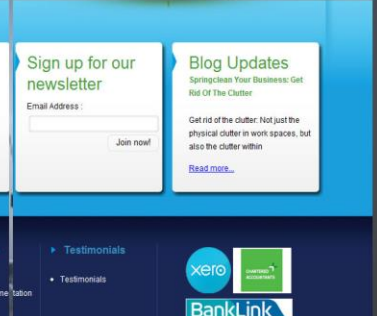 Sign up for our
newsletter
Email Address :
Join now!
Blog Updates
Springclean Your Business: Get
Rid Of The Clutter
Get rid of the clutter: Not just the
physical clutter in work spaces, but
also the clutter within
Read more...
Testimonials
Testimonials
xero
CHARTERED
ACCOUNTANTS
BankLink